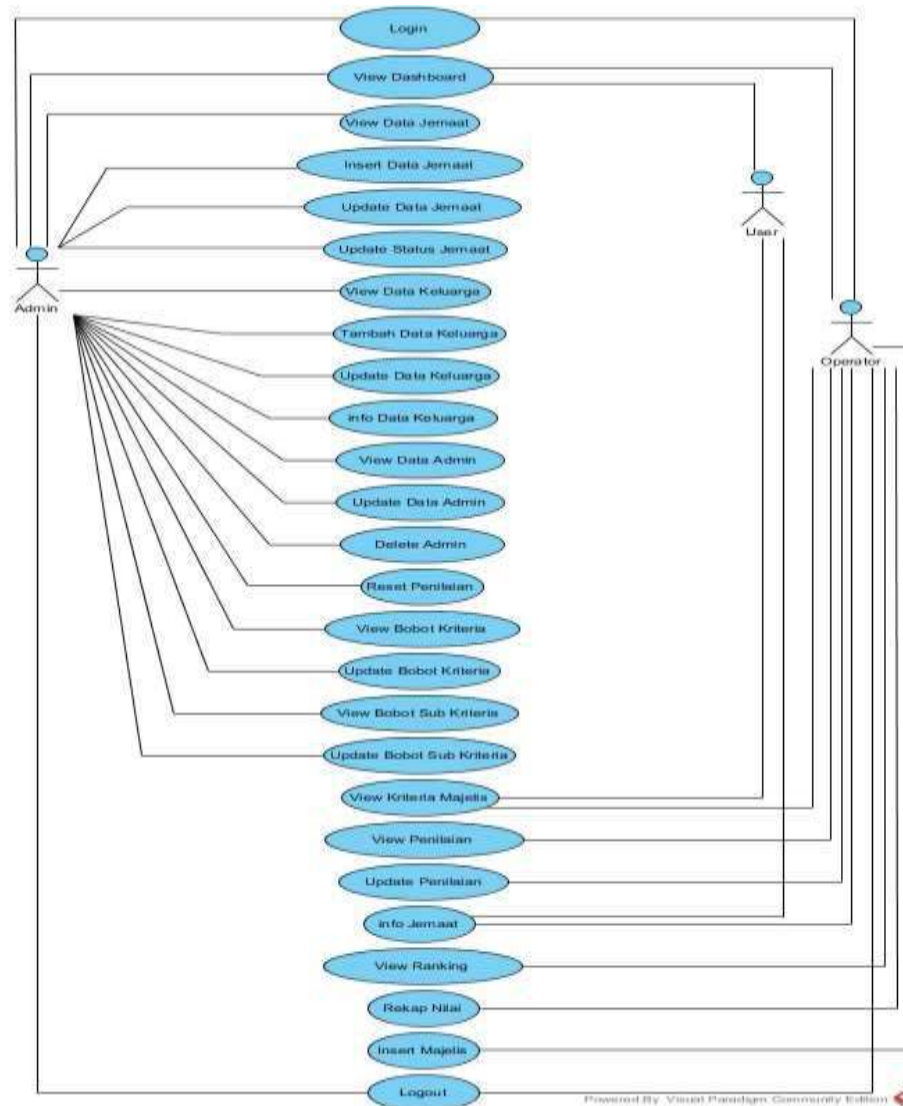 Login
View Dashboard
View Data Jemaat
Insert Data Jemaat
Update Data Jemaat
User
Update Status Jemaat
Admin
View Data Keluarga
Tambah Data Keluarga
Operator
Update Data Keluarga
info Data Keluarga
View Data Admin
Update Data Admin
Delete Admin
Reset Penilaian
View Bobot Kriteria
Update Bobot Kriteria
View Bobot Sub Kriteria
Update Bobot Sub Kriteria
View Kriteria Majelis
View Penilaian
Update Penilaian
info Jemaat
View Ranking
Rekap Nilai
Insert Majelis
Logout
Powered By Visual Paradigm Community Edition